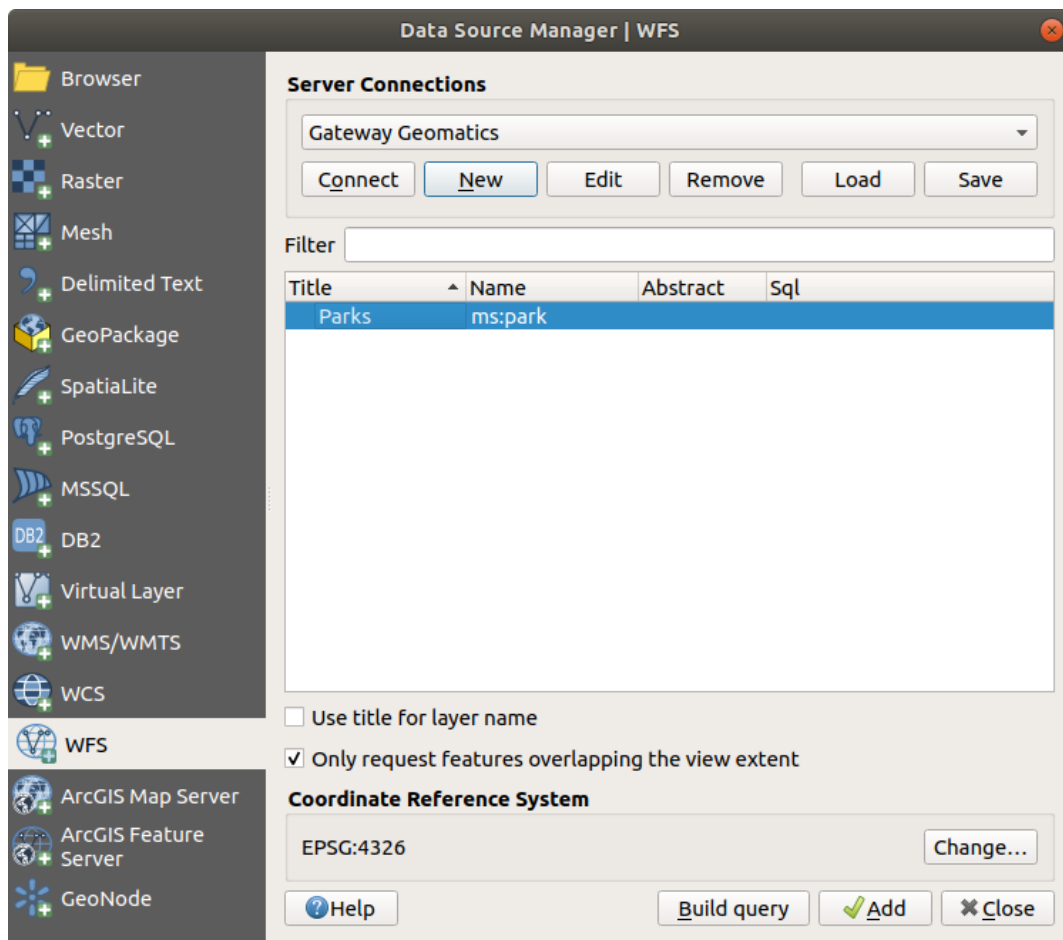 Data Source Manager | WFS
Browser
Vector
Raster
Mesh
Delimited Text
GeoPackage
SpatiaLite
PostgreSQL
MSSQL
DB2
DB2
Virtual Layer
WMS/WMTS
WCS
WFS
ArcGIS Map Server
ArcGIS Feature
Server
GeoNode
Server Connections
Gateway Geomatics
Connect New Edit Remove Load Save
Filter
Title Name Abstract Sql
Parks ms:park
Use title for layer name
Only request features overlapping the view extent
Coordinate Reference System
EPSG:4326 Change...
?Help Build query Add Close